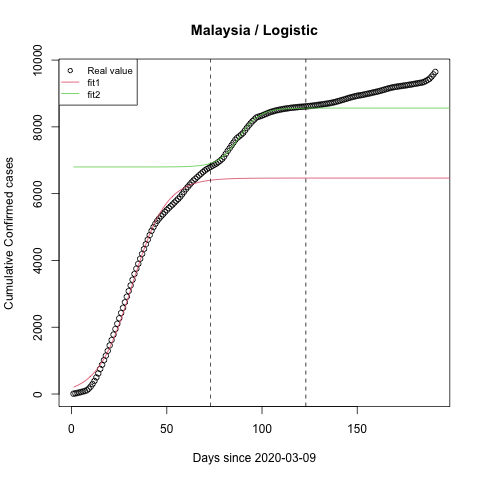 Malaysia / Logistic
Real value
fit1
fit2
Cumulative Confirmed cases
10000
8000
6000
4000
2000
0
0 50 100 150
Days since 2020-03-09